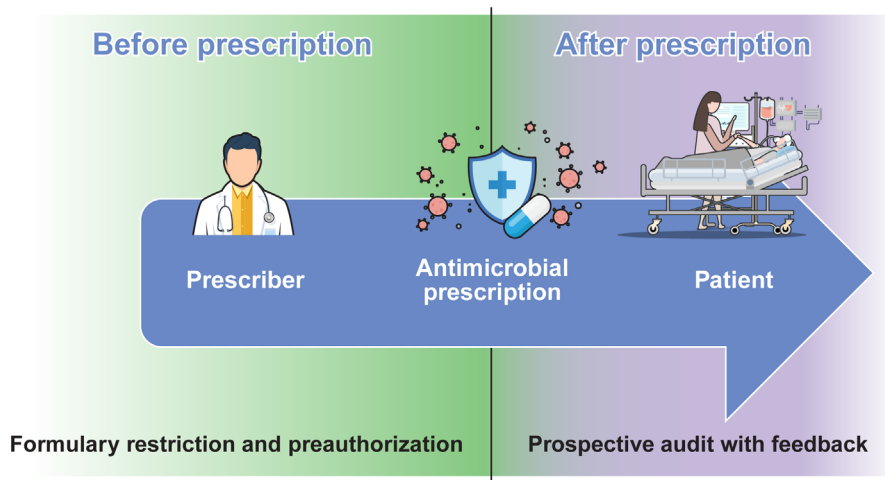 Before prescription
After prescription
Prescriber
Antimicrobial
prescription
Patient
Formulary restriction and preauthorization
Prospective audit with feedback